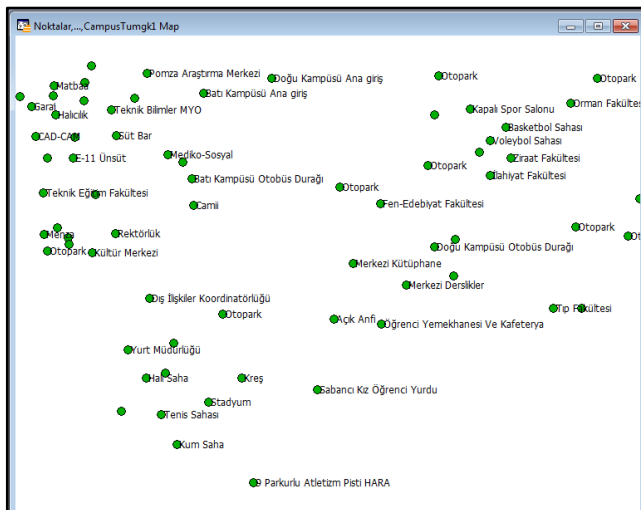 Noktalar,...,CampusTumgk1 Map
Pomza Araştırma Merkezi
Doğu Kampüsü Ana giriş
Otopark
Otopark
Matbaa
Batı Kampüsü Ana giriş
Garaj
Halıcılık
Teknik Bilimler MYO
Kapalı Spor Salonu
Orman Fakültesi
CAD-CAM
Süt Bar
Basketbol Sahası
Voleybol Sahası
E-11 Ünsüt
Mediko-Sosyal
Otopark
Ziraat Fakültesi
Batı Kampüsü Otobüs Durağı
Otopark
İlahiyat Fakültesi
Teknik Eğitim Fakültesi
Camii
Fen-Edebiyat Fakültesi
Menza
Rektörlük
Otopark
Ot
Otopark
Kültür Merkezi
Doğu Kampüsü Otobüs Durağı
Merkezi Kütüphane
Merkezi Derslikler
Dış İlişkiler Koordinatörlüğü
Otopark
Açık Anfi
Öğrenci Yemekhanesi Ve Kafeterya
Tıp Fakültesi
Yurt Müdürlüğü
Halı Saha
Kreş
Sabancı Kız Öğrenci Yurdu
Stadyum
Tenis Sahası
Kum Saha
9 Parkurlu Atletizm Pisti HARA